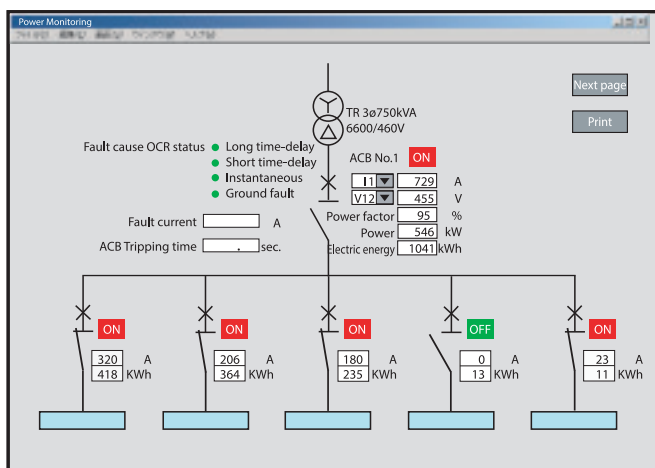 Power Monitoring
Next page
Print
TR 3ø750kVA
6600/460V
Fault cause OCR status
Long time-delay
Short time-delay
Instantaneous
Ground fault
ACB No.1 ON
I1 729 A
V12 455 V
Power factor 95 %
Power 546 kW
Electric energy 1041 kWh
Fault current A
ACB Tripping time . sec.
ON
320 A
418 KWh
ON
206 A
364 KWh
ON
180 A
235 KWh
OFF
0 A
13 KWh
ON
23 A
11 KWh